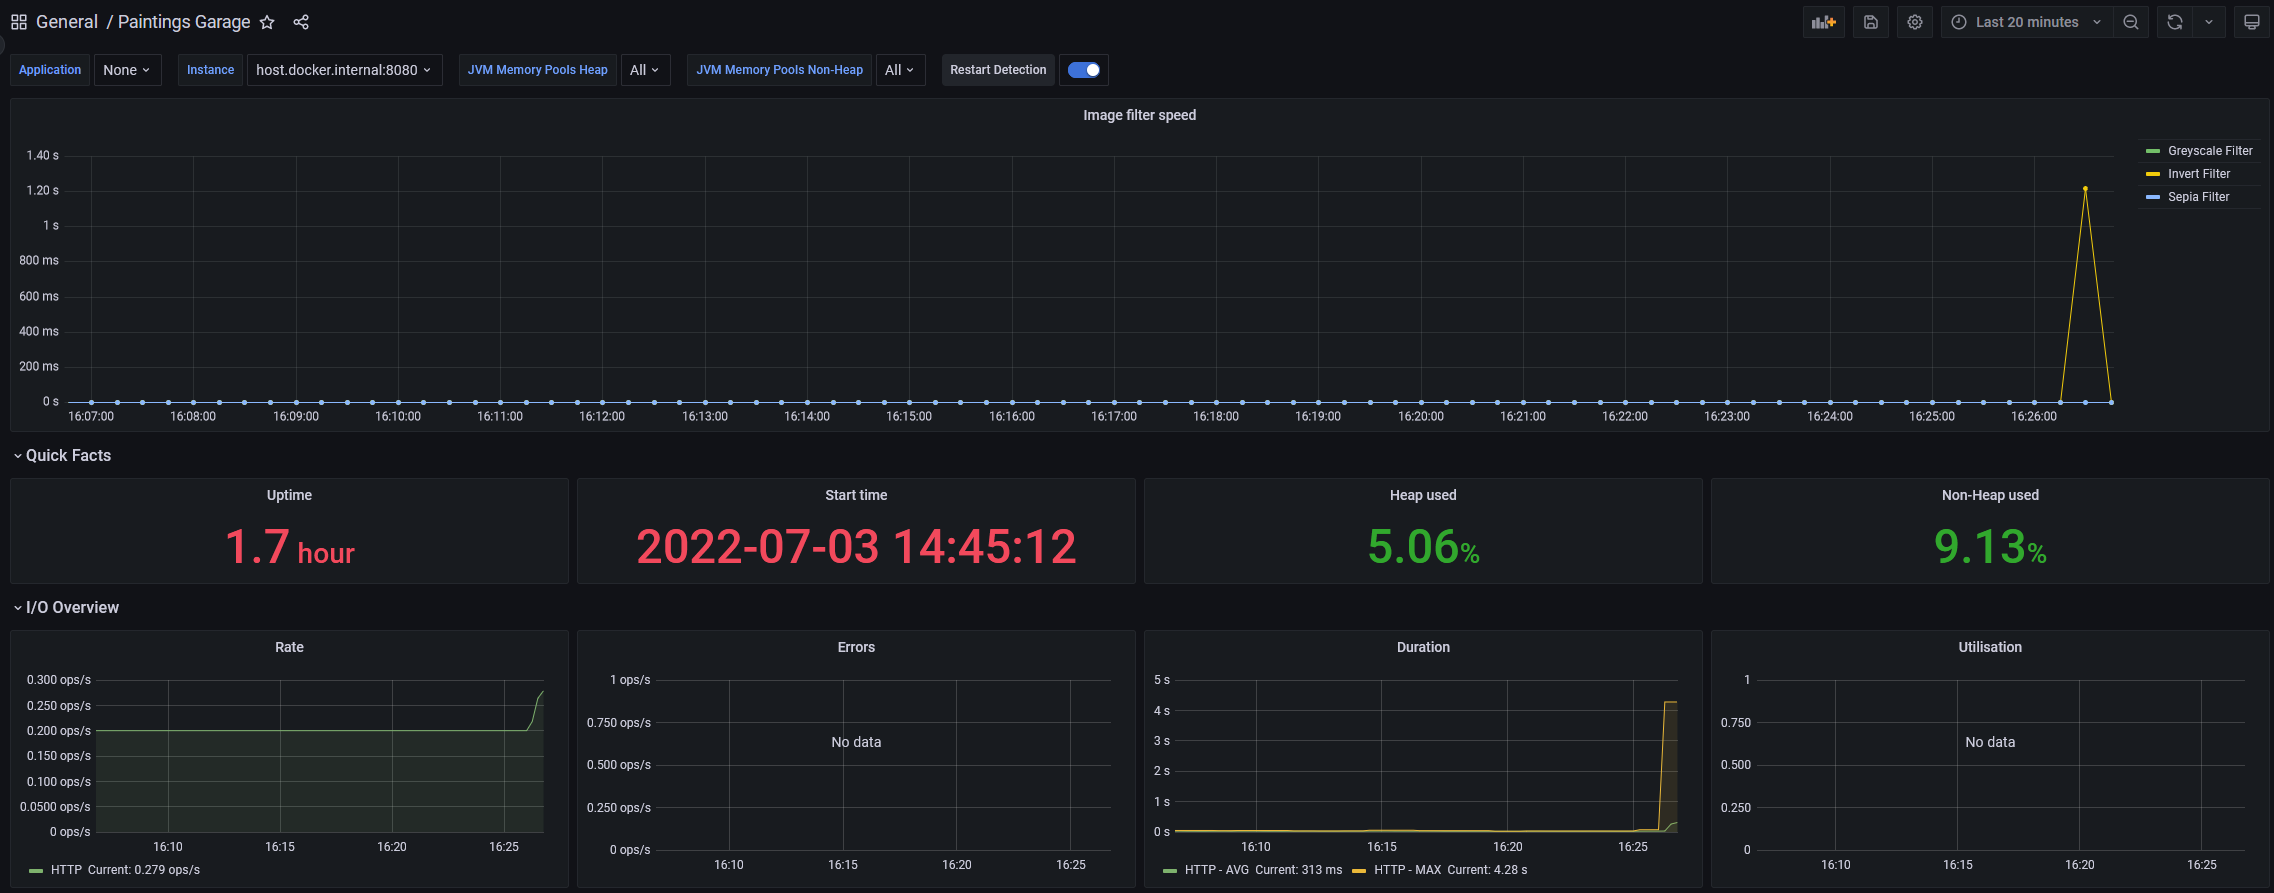 General / Paintings Garage
Last 20 minutes
Application None Instance host.docker.internal:8080 JVM Memory Pools Heap All JVM Memory Pools Non-Heap All Restart Detection
Image filter speed
1.40 s
1.20 s
1 s
800 ms
600 ms
400 ms
200 ms
0 s
16:07:00 16:08:00 16:09:00 16:10:00 16:11:00 16:12:00 16:13:00 16:14:00 16:15:00 16:16:00 16:17:00 16:18:00 16:19:00 16:20:00 16:21:00 16:22:00 16:23:00 16:24:00 16:25:00 16:26:00
Greyscale Filter
Invert Filter
Sepia Filter
Quick Facts
Uptime
1.7 hour
Start time
2022-07-03 14:45:12
Heap used
5.06%
Non-Heap used
9.13%
I/O Overview
Rate
0.300 ops/s
0.250 ops/s
0.200 ops/s
0.150 ops/s
0.100 ops/s
0.0500 ops/s
0 ops/s
16:10 16:15 16:20 16:25
HTTP Current: 0.279 ops/s
Errors
1 ops/s
0.750 ops/s
No data
0.500 ops/s
0.250 ops/s
0 ops/s
16:10 16:15 16:20 16:25
Duration
5 s
4 s
3 s
2 s
1 s
0 s
16:10 16:15 16:20 16:25
HTTP - AVG Current: 313 ms HTTP - MAX Current: 4.28 s
Utilisation
1
0.750
No data
0.500
0.250
0
16:10 16:15 16:20 16:25